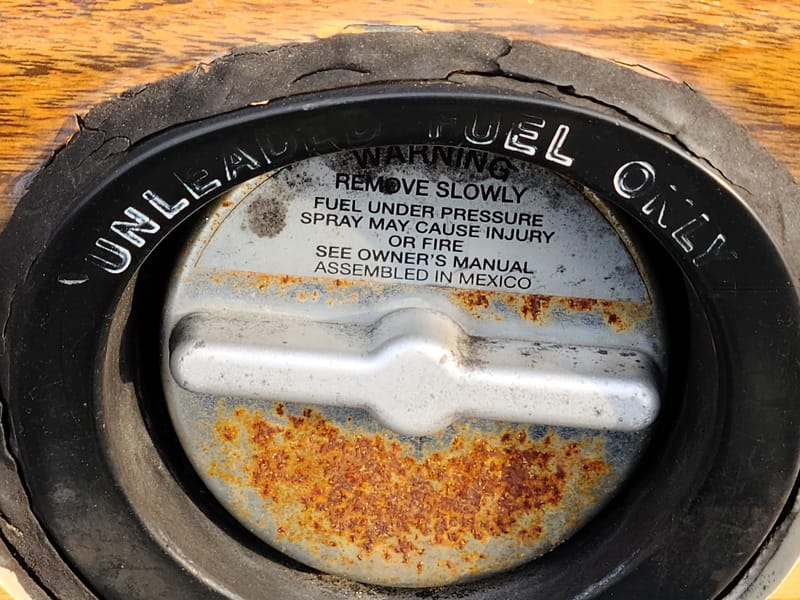 UNLEADED FUEL ONLY
WARNING
REMOVE SLOWLY
FUEL UNDER PRESSURE
SPRAY MAY CAUSE INJURY
OR FIRE
SEE OWNER'S MANUAL
ASSEMBLED IN MEXICO